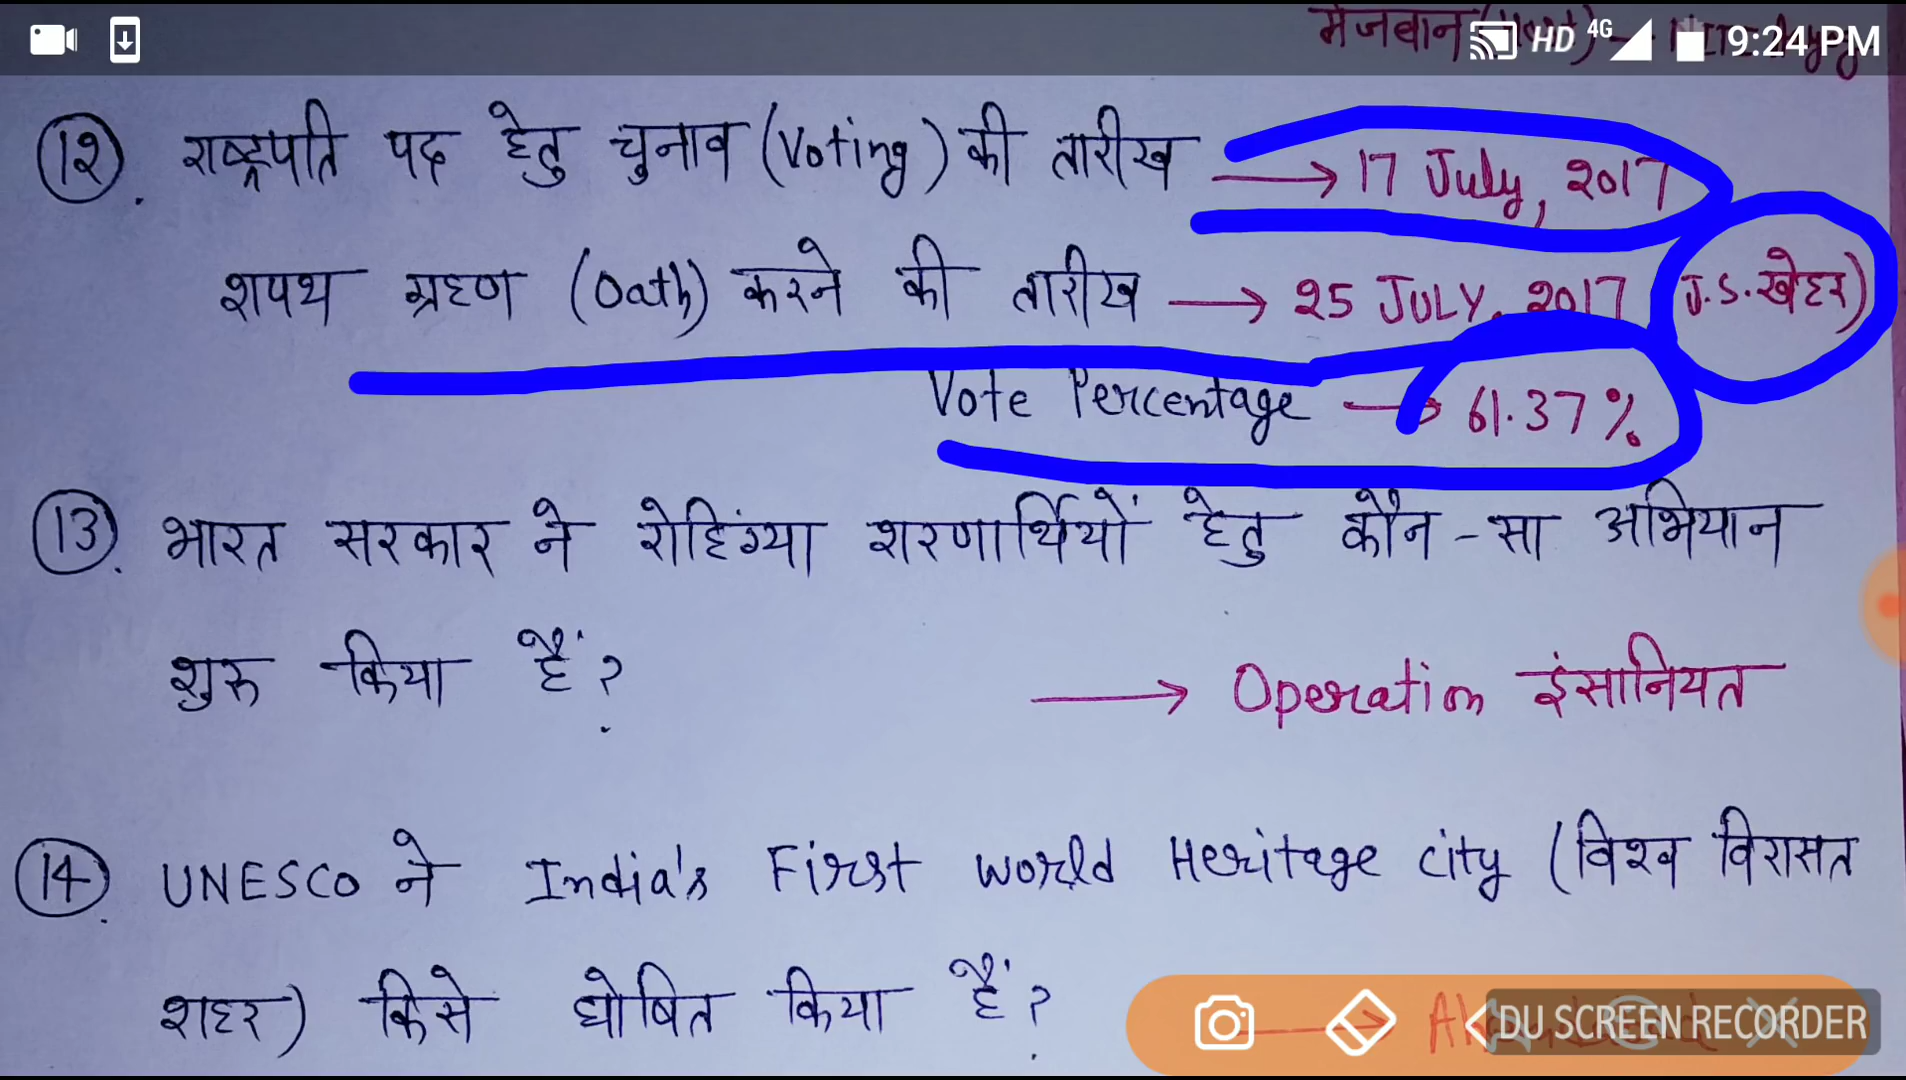 मेजबान
HD 4G 9:24 PM
१२. राष्ट्रपति पद हेतु चुनाव (Voting) की तारीख → 17 July, 2017
शपथ ग्रहण (Oath) करने की तारीख → 25 JULY, 2017 (J.S. खेहर)
Vote Percentage → 61.37%
13. भारत सरकार ने रोहिंग्या शरणार्थियों हेतु कौन-सा अभियान
शुरू किया हैं?
→ Operation इंसानियत
14. UNESCO ने India's First World Heritage City (विश्व विरासत
शहर) किसे घोषित किया हैं?
DU SCREEN RECORDER